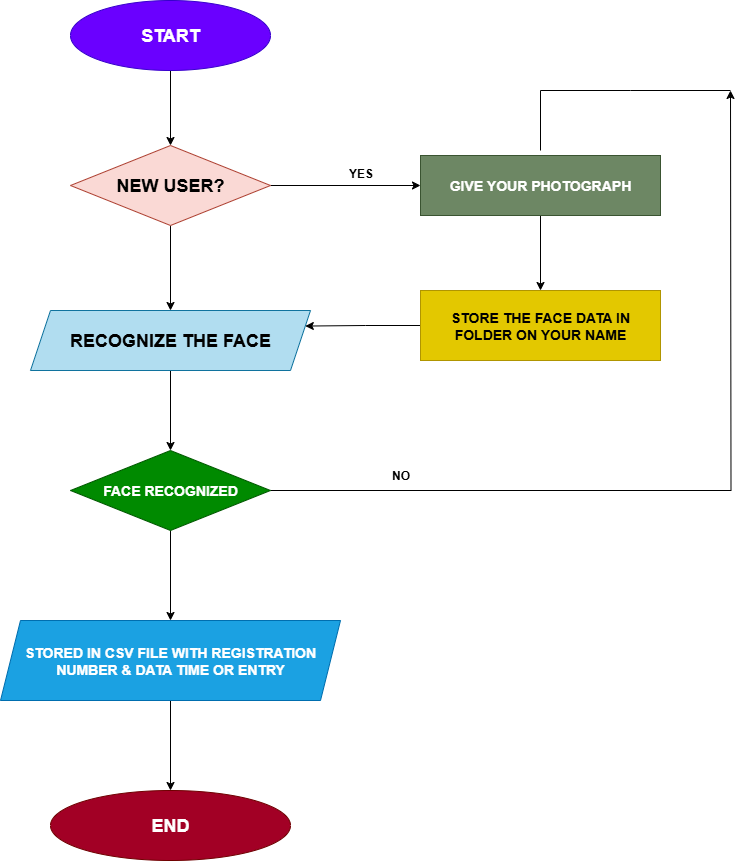 START
NEW USER?
YES
GIVE YOUR PHOTOGRAPH
STORE THE FACE DATA IN
FOLDER ON YOUR NAME
RECOGNIZE THE FACE
FACE RECOGNIZED
NO
STORED IN CSV FILE WITH REGISTRATION
NUMBER & DATA TIME OR ENTRY
END